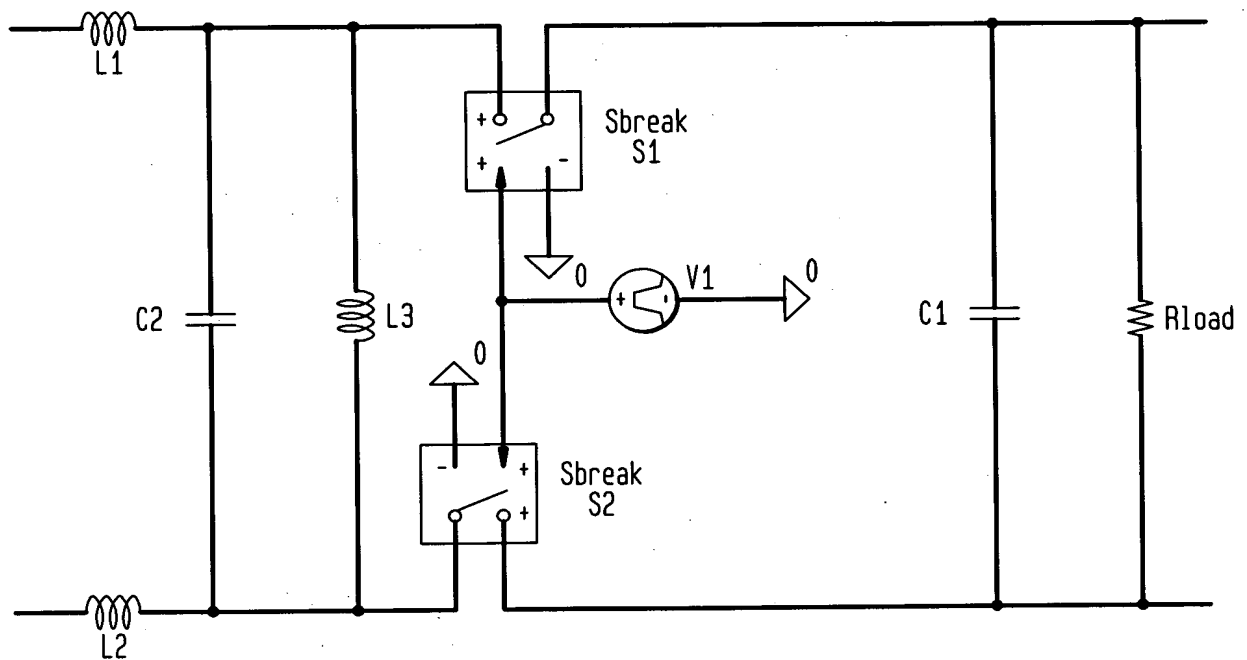 L1
+
+ -
Sbreak
S1
0
+ -
V1
0
C2
L3
C1
Rload
0
- +
+
Sbreak
S2
L2